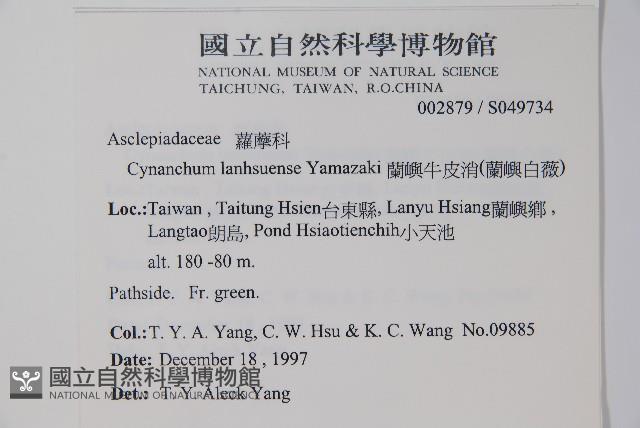 國立自然科學博物館
NATIONAL MUSEUM OF NATURAL SCIENCE
TAICHUNG, TAIWAN, R.O.CHINA
002879 / S049734
Asclepiadaceae 蘿藦科
Cynanchum lanhsuense Yamazaki 蘭嶼牛皮消(蘭嶼白薇)
Loc.:Taiwan , Taitung Hsien台東縣, Lanyu Hsiang蘭嶼鄉 ,
Langtao朗島, Pond Hsiaotienchih小天池
alt. 180 -80 m.
Pathside. Fr. green.
Col.:T. Y. A. Yang, C. W. Hsu & K. C. Wang No.09885
Date: December 18 , 1997
Det.: T. Y. Aleck Yang
國立自然科學博物館
NATIONAL MUSEUM OF NATURAL SCIENCE